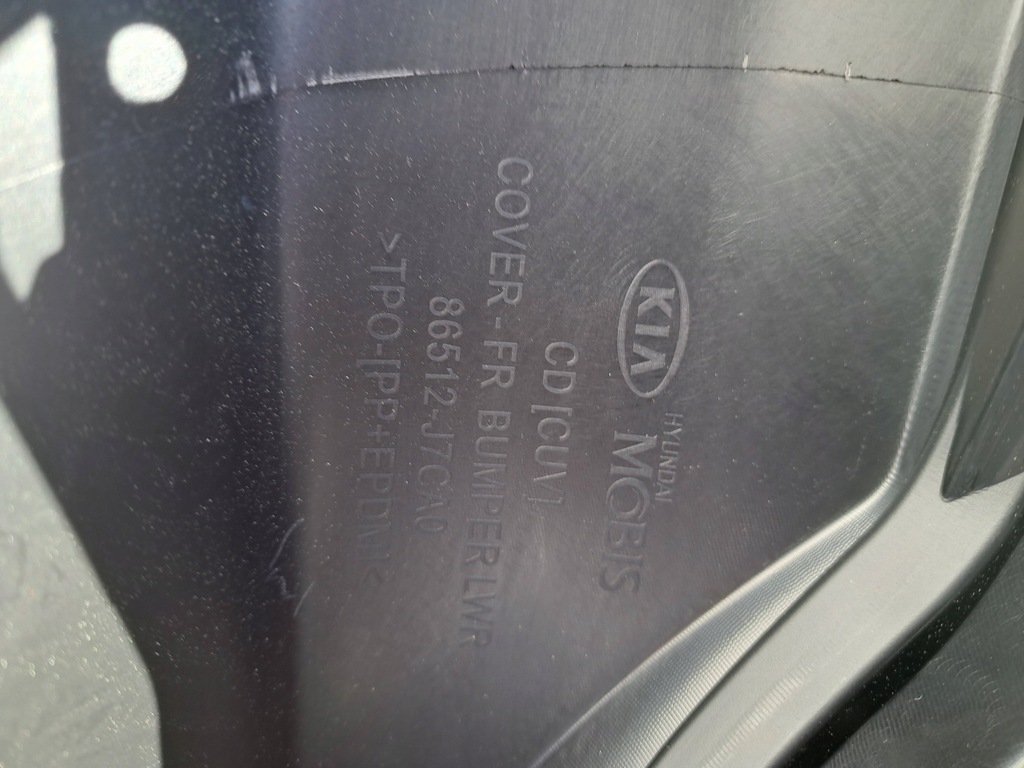 KIA HYUNDAI MOBIS
CD[CUV]
COVER-FR BUMPER LWR
86512-J7CA0
>TPO-[PP+EPDM]<